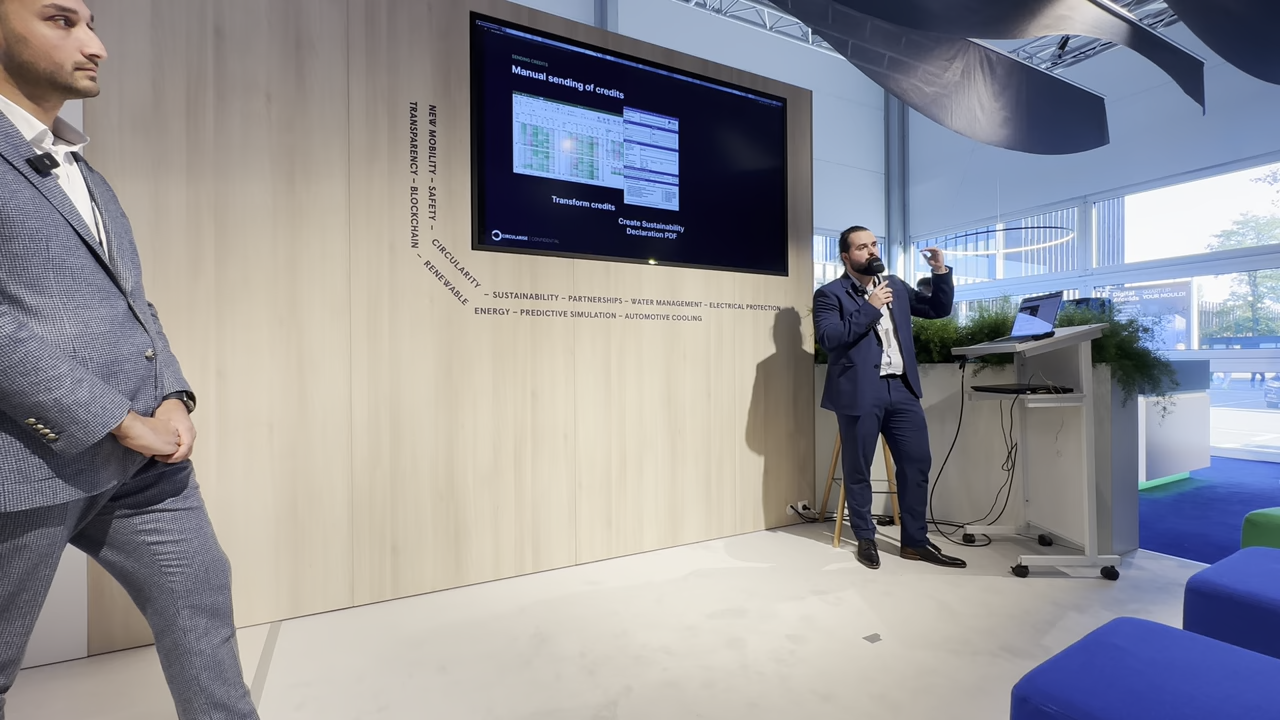 SENDING CREDITS
Manual sending of credits
Transform credits
Create Sustainability
Declaration PDF
CIRCULARISE | CONFIDENTIAL
NEW MOBILITY – SAFETY – CIRCULARITY – SUSTAINABILITY – PARTNERSHIPS – WATER MANAGEMENT – ELECTRICAL PROTECTION
TRANSPARENCY – BLOCKCHAIN – RENEWABLE ENERGY – PREDICTIVE SIMULATION – AUTOMOTIVE COOLING
Digital
YOUR MOULD!